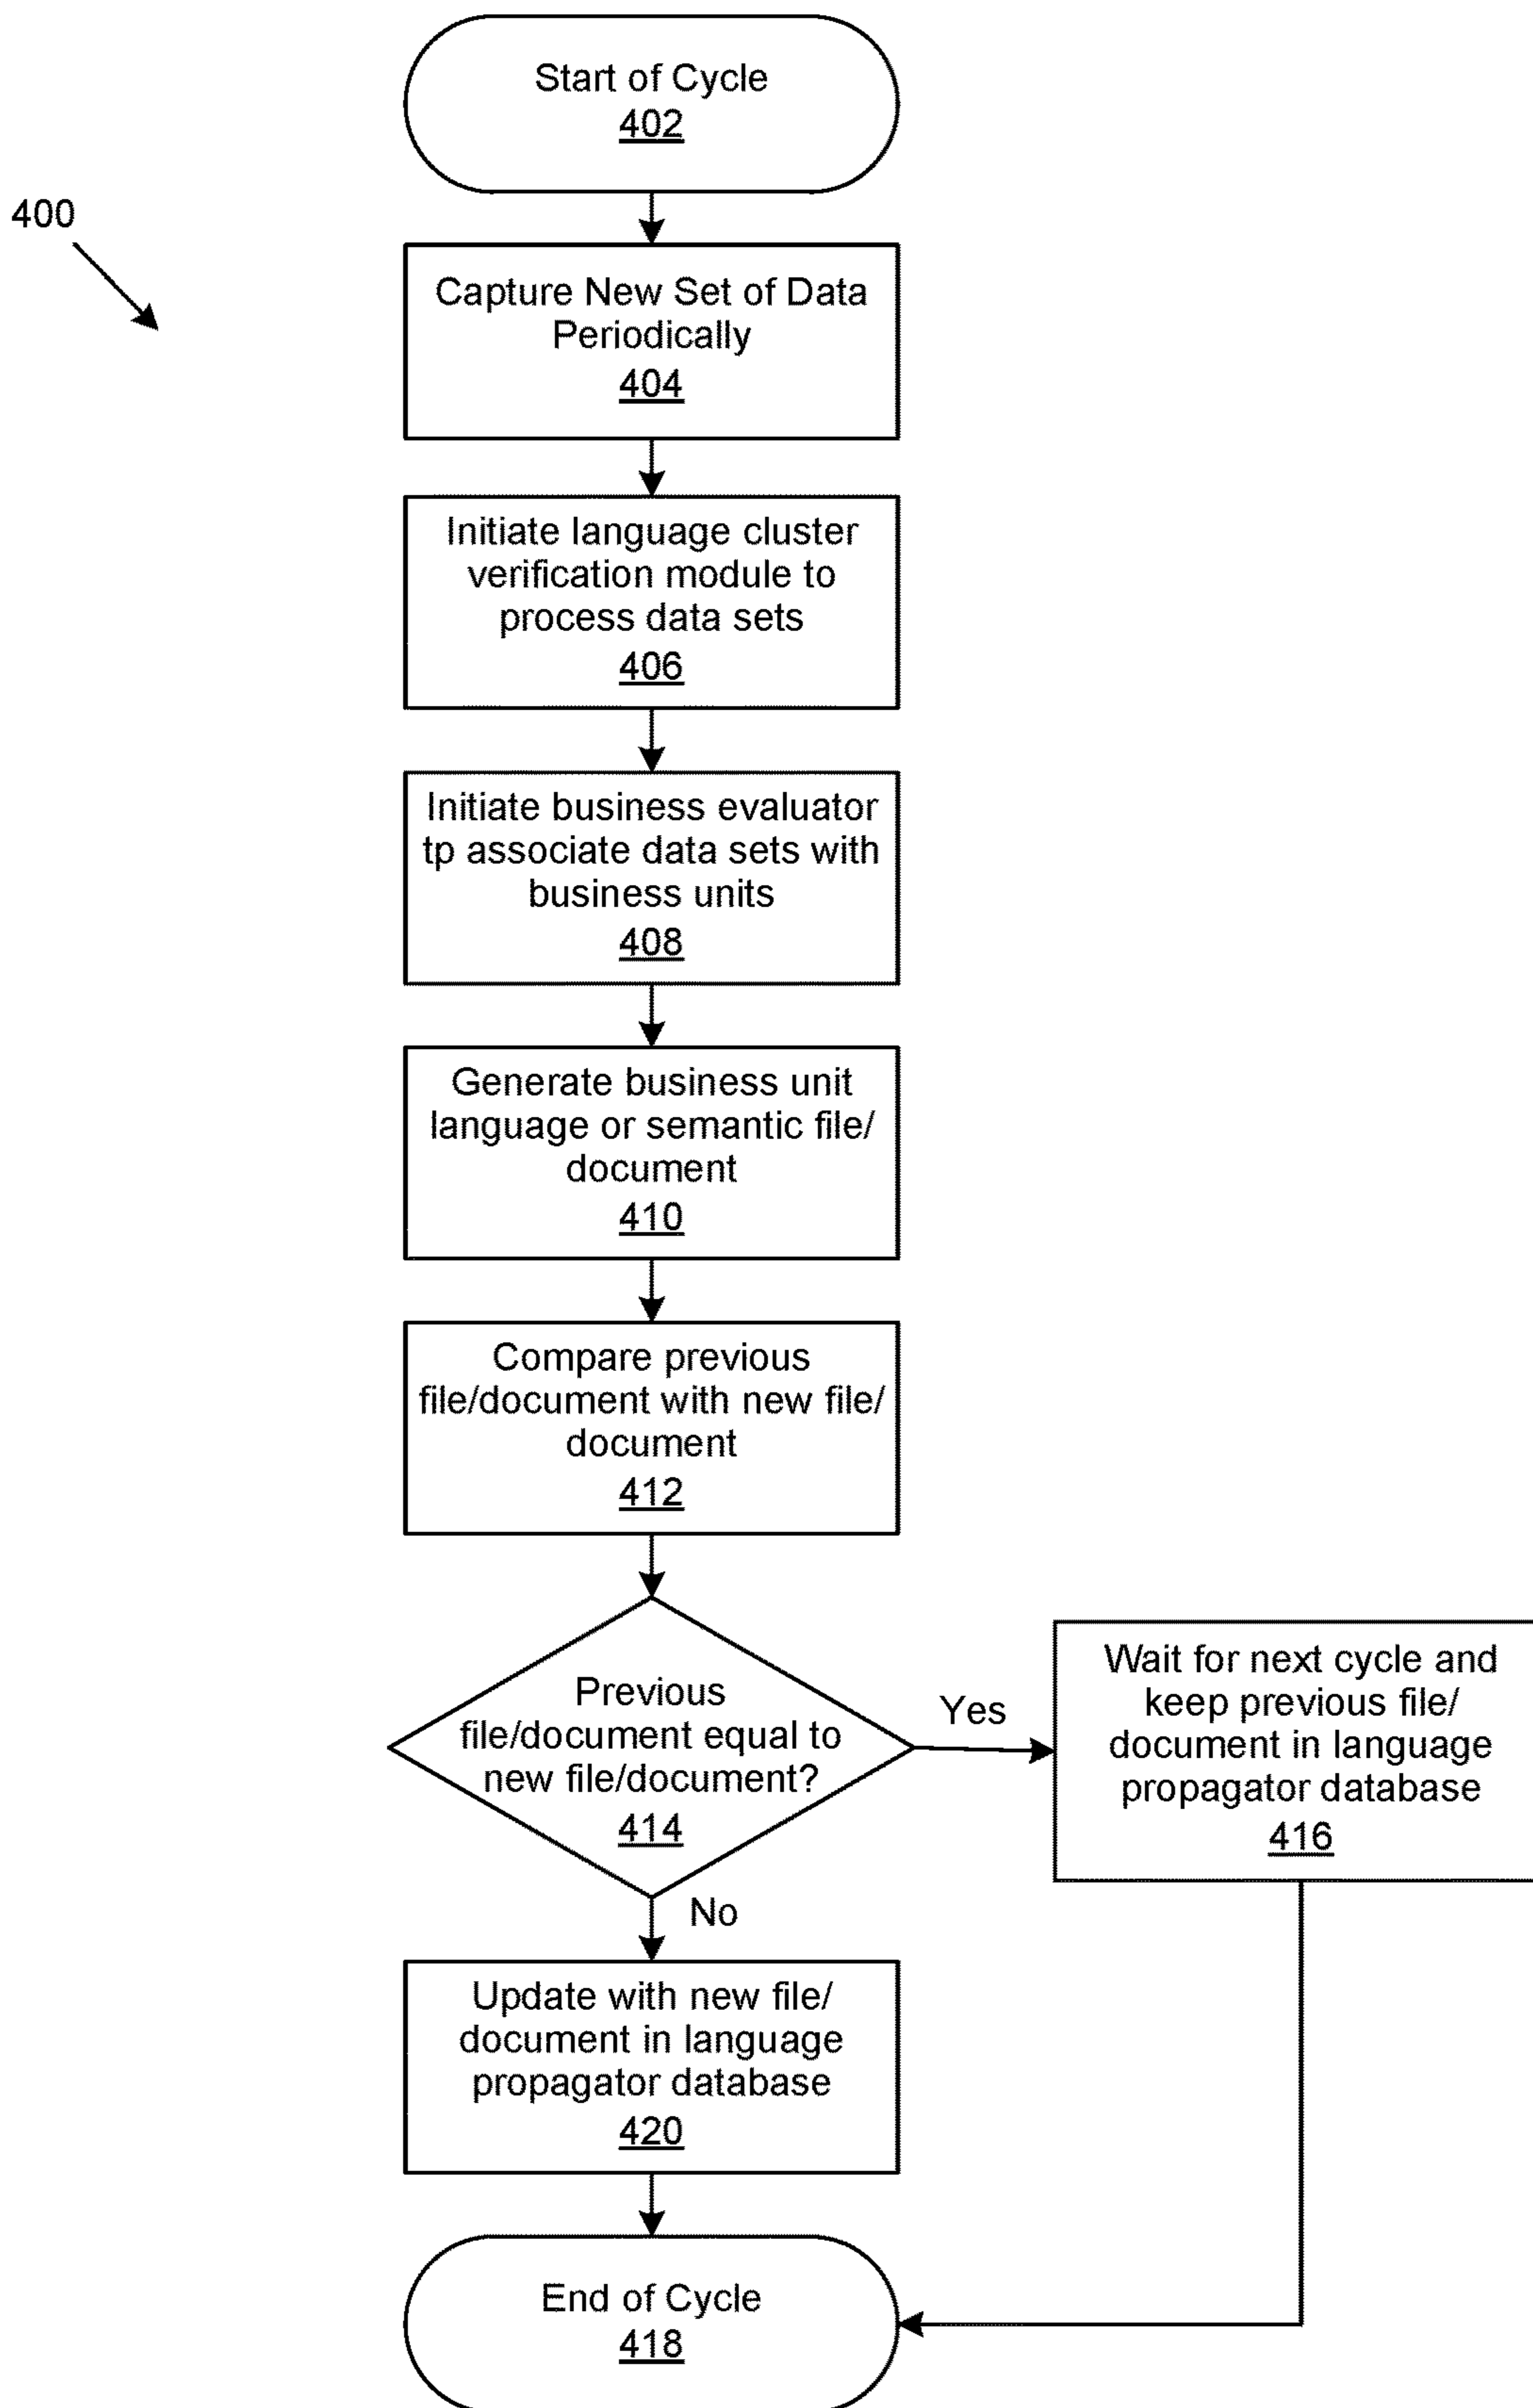 Start of Cycle
402
400
Capture New Set of Data
Periodically
404
Initiate language cluster
verification module to
process data sets
406
Initiate business evaluator
tp associate data sets with
business units
408
Generate business unit
language or semantic file/
document
410
Compare previous
file/document with new file/
document
412
Previous
file/document equal to
new file/document?
414
Yes
Wait for next cycle and
keep previous file/
document in language
propagator database
416
No
Update with new file/
document in language
propagator database
420
End of Cycle
418